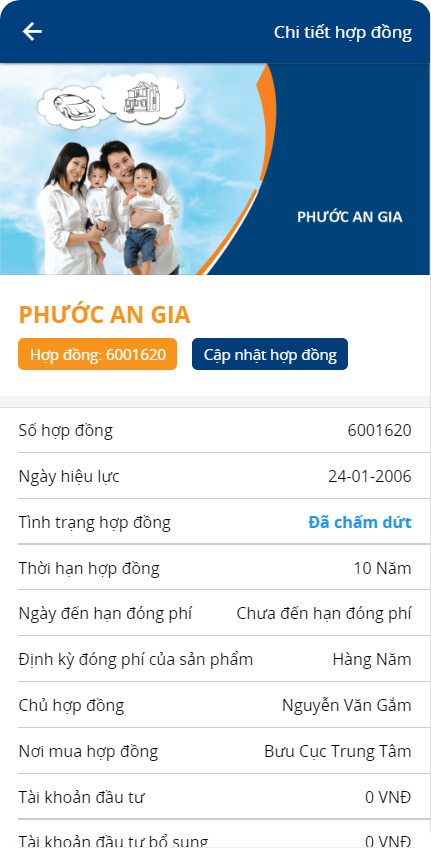 Chi tiết hợp đồng
PHƯỚC AN GIA
PHƯỚC AN GIA
Hợp đồng: 6001620 Cập nhật hợp đồng
Số hợp đồng 6001620
Ngày hiệu lực 24-01-2006
Tình trạng hợp đồng Đã chấm dứt
Thời hạn hợp đồng 10 Năm
Ngày đến hạn đóng phí Chưa đến hạn đóng phí
Định kỳ đóng phí của sản phẩm Hàng Năm
Chủ hợp đồng Nguyễn Văn Gắm
Nơi mua hợp đồng Bưu Cục Trung Tâm
Tài khoản đầu tư 0 VNĐ
Tài khoản đầu tư bổ sung 0 VNĐ